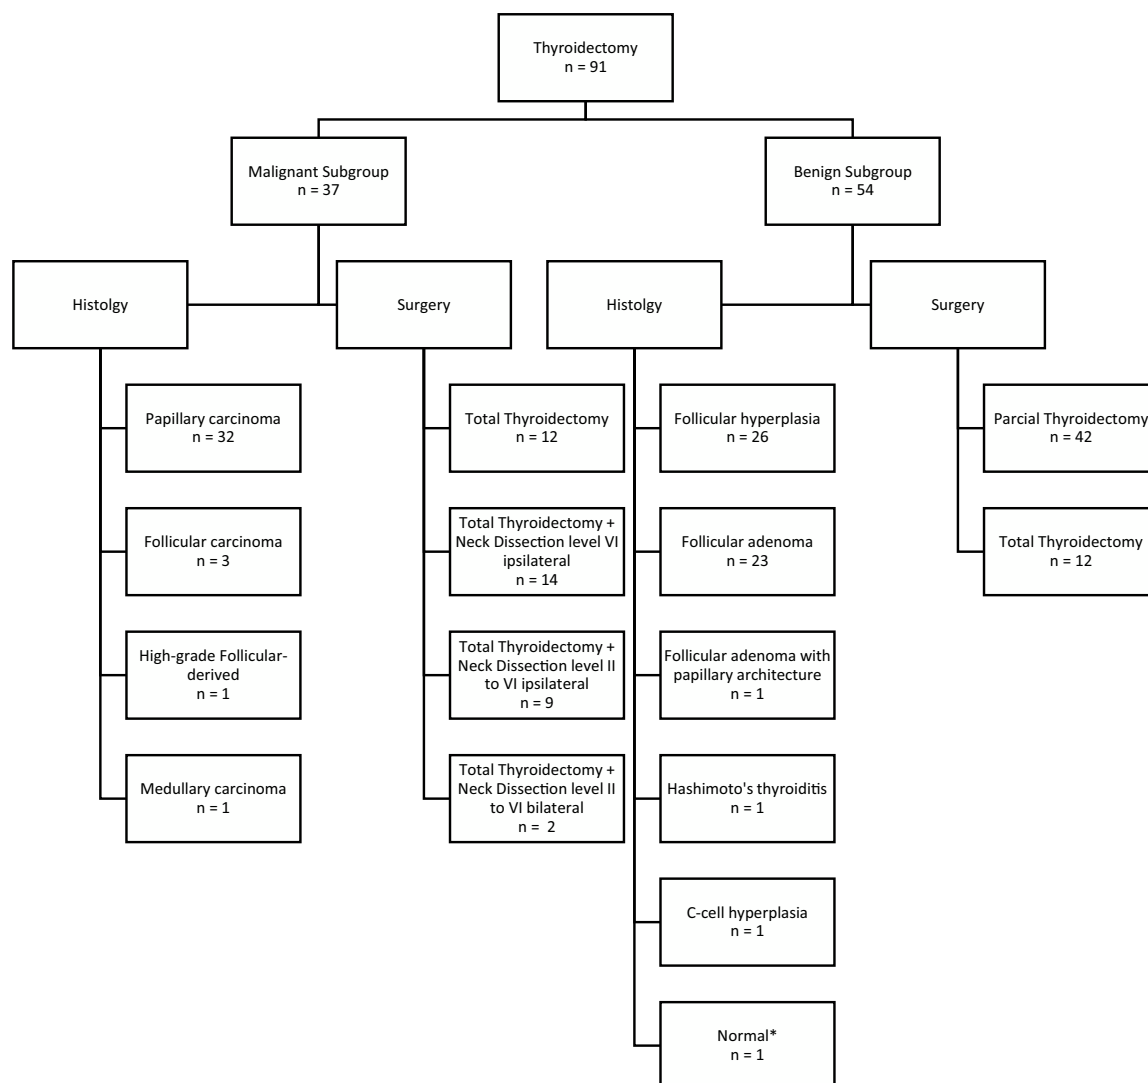 Thyroidectomy
n = 91
Malignant Subgroup
n = 37
Benign Subgroup
n = 54
Histolgy
Surgery
Histolgy
Surgery
Papillary carcinoma
n = 32
Follicular carcinoma
n = 3
High-grade Follicular-
derived
n = 1
Medullary carcinoma
n = 1
Total Thyroidectomy
n = 12
Total Thyroidectomy +
Neck Dissection level VI
ipsilateral
n = 14
Total Thyroidectomy +
Neck Dissection level II
to VI ipsilateral
n = 9
Total Thyroidectomy +
Neck Dissection level II
to VI bilateral
n = 2
Follicular hyperplasia
n = 26
Follicular adenoma
n = 23
Follicular adenoma with
papillary architecture
n = 1
Hashimoto's thyroiditis
n = 1
C-cell hyperplasia
n = 1
Normal*
n = 1
Parcial Thyroidectomy
n = 42
Total Thyroidectomy
n = 12